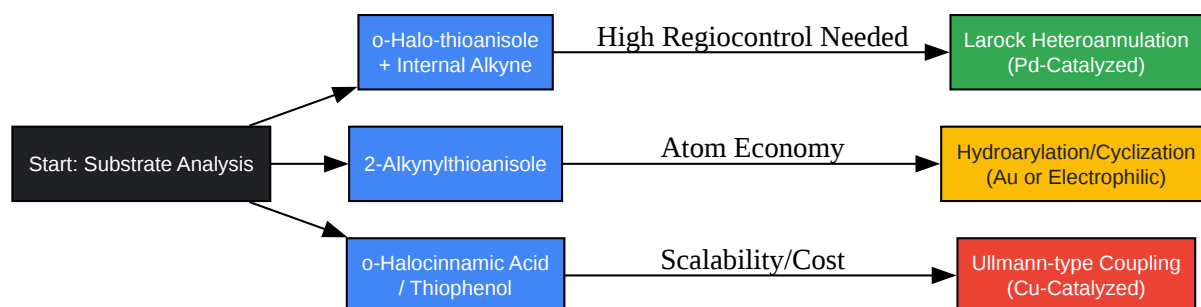 o-Halo-thioanisole
+ Internal Alkyne
High Regiocontrol Needed
Larock Heteroannulation
(Pd-Catalyzed)
Start: Substrate Analysis
2-Alkynylthioanisole
Atom Economy
Hydroarylation/Cyclization
(Au or Electrophilic)
o-Halocinnamic Acid
/ Thiophenol
Scalability/Cost
Ullmann-type Coupling
(Cu-Catalyzed)